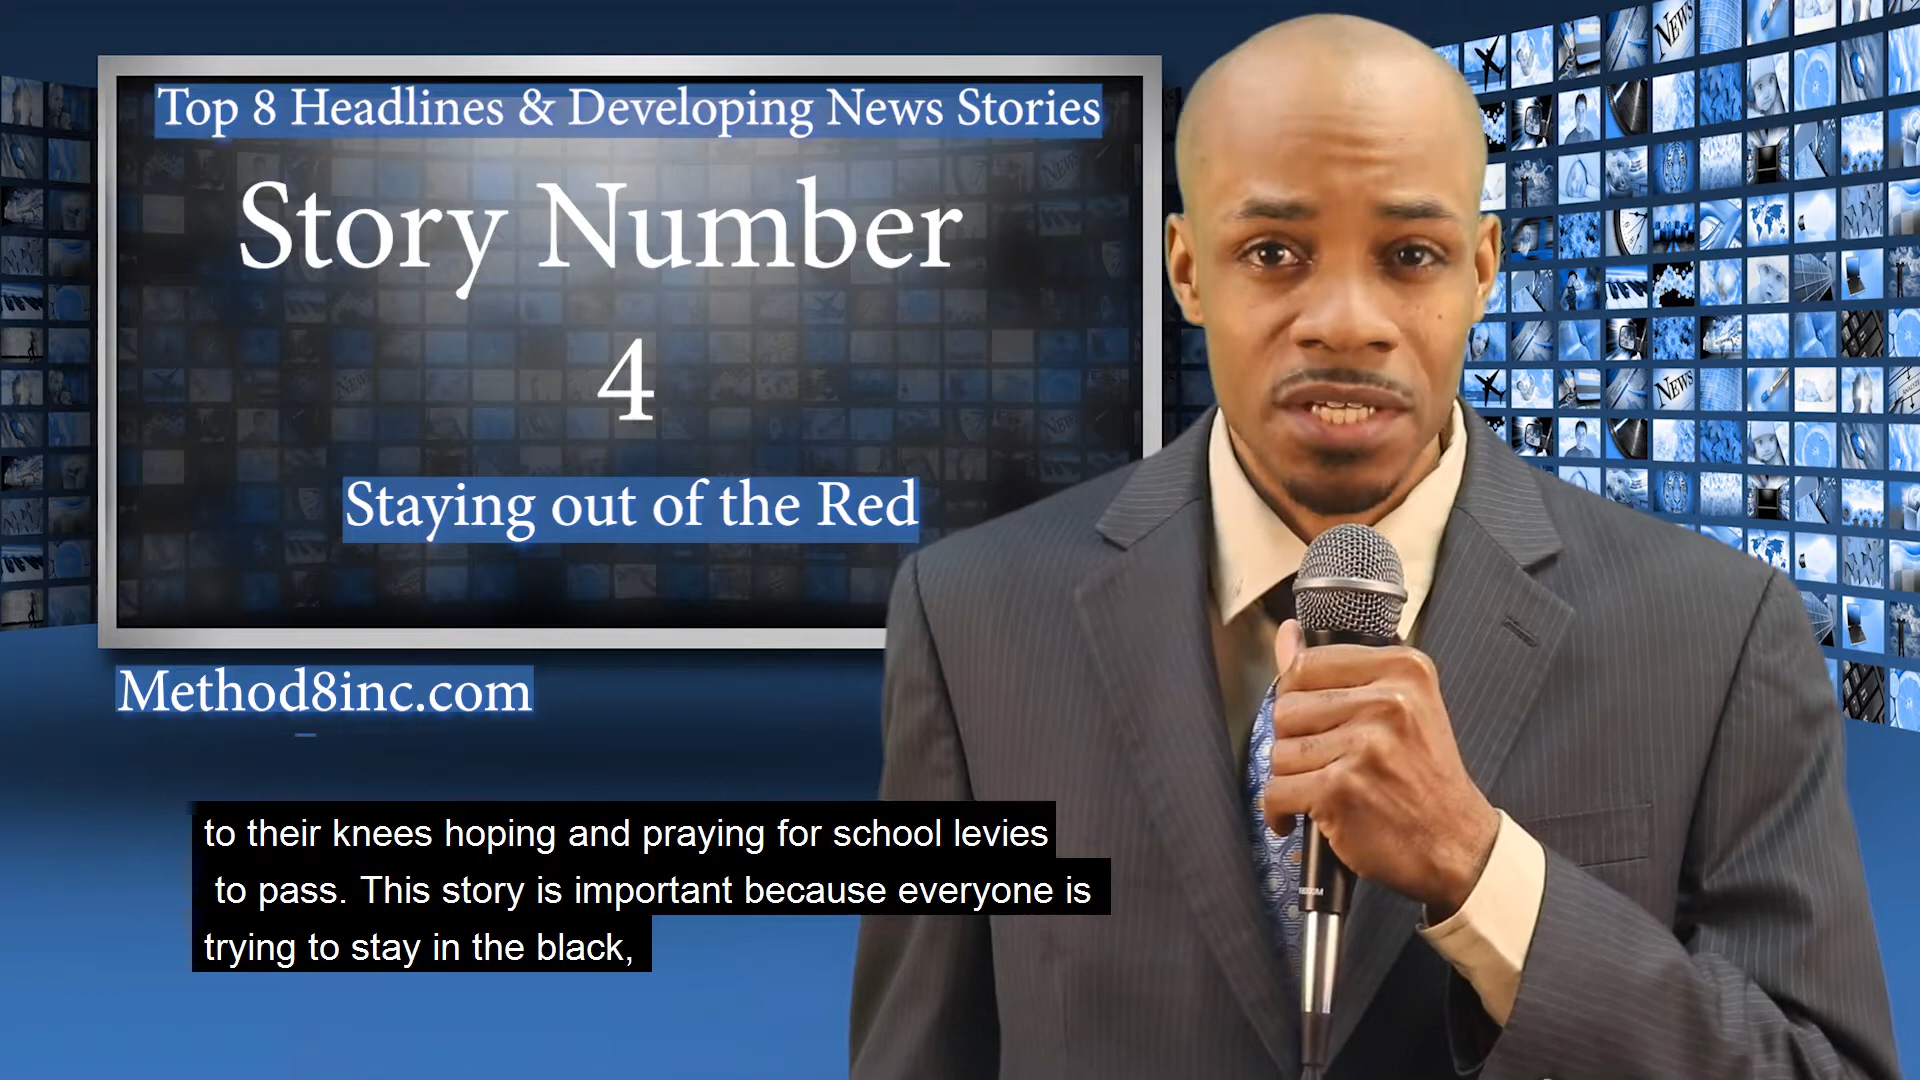 Top 8 Headlines & Developing News Stories
Story Number
4
Staying out of the Red
Method8inc.com
to their knees hoping and praying for school levies
to pass. This story is important because everyone is
trying to stay in the black,
NEWS
NEWS